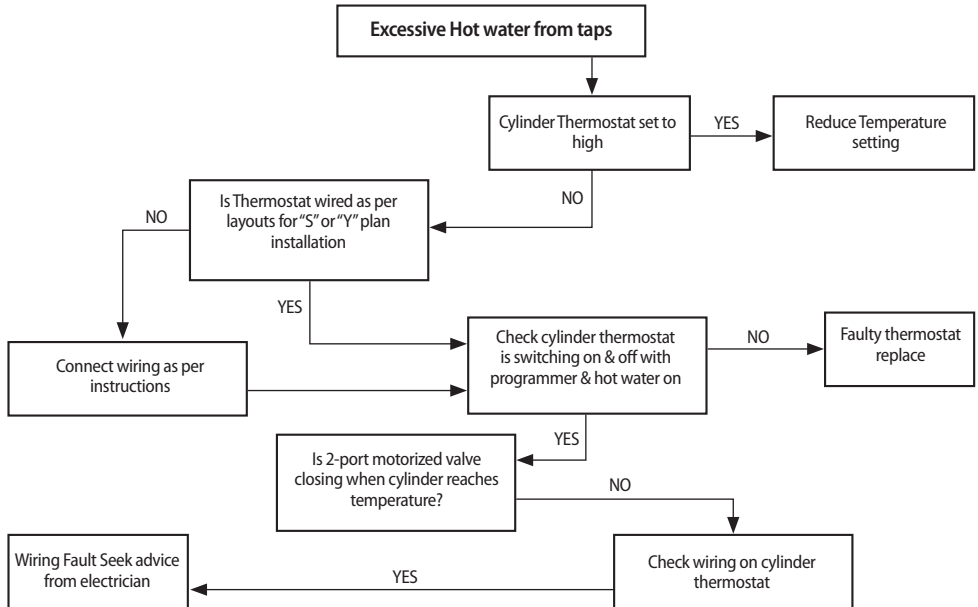 Excessive Hot water from taps
Cylinder Thermostat set to
high
YES
Reduce Temperature
setting
NO
Is Thermostat wired as per
layouts for “S” or “Y” plan
installation
NO
YES
Connect wiring as per
instructions
Check cylinder thermostat
is switching on & off with
programmer & hot water on
NO
Faulty thermostat
replace
YES
Is 2-port motorized valve
closing when cylinder reaches
temperature?
NO
Check wiring on cylinder
thermostat
YES
Wiring Fault Seek advice
from electrician